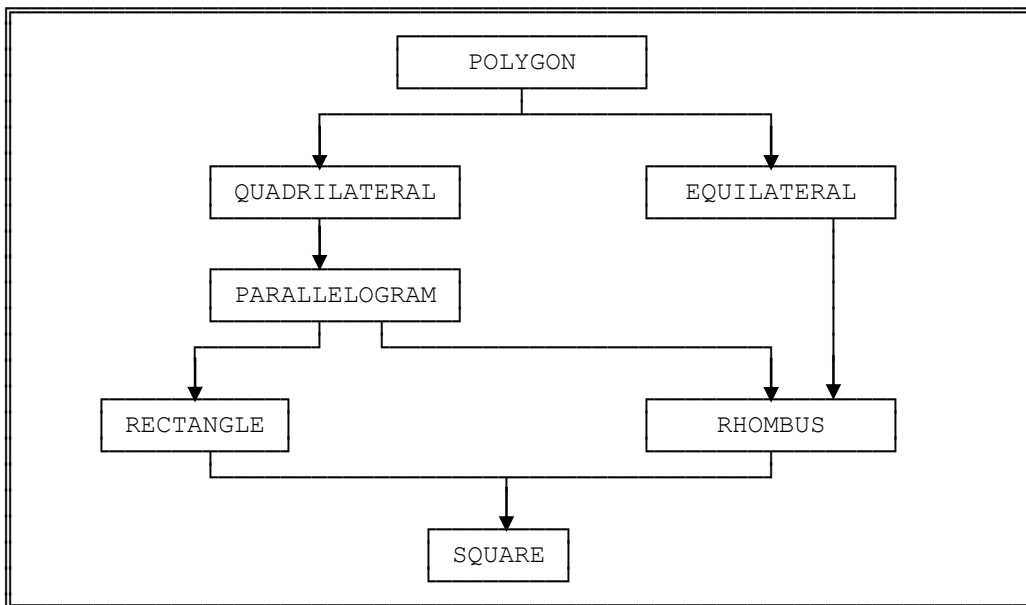 POLYGON
QUADRILATERAL
EQUILATERAL
PARALLELOGRAM
RECTANGLE
RHOMBUS
SQUARE